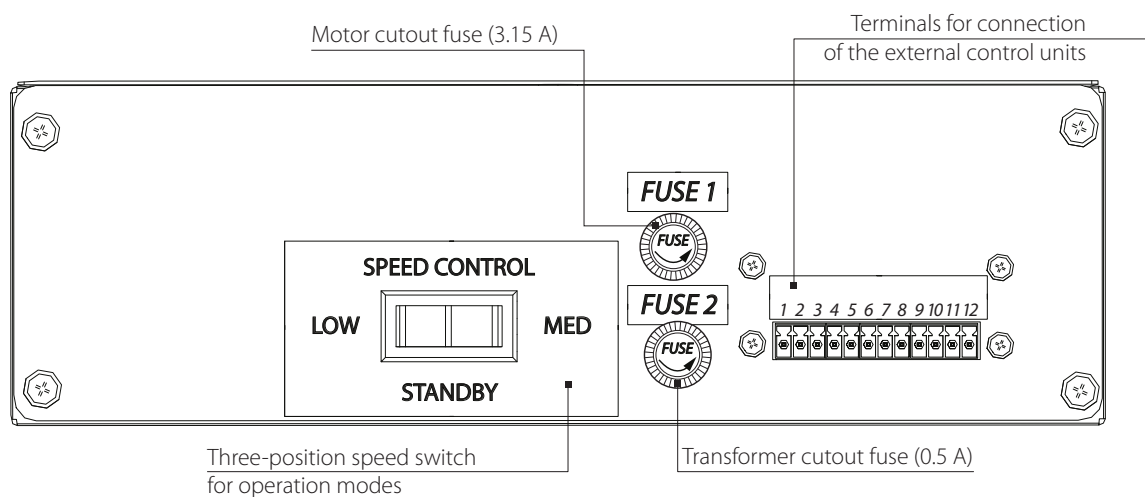 Motor cutout fuse (3.15 A)
Terminals for connection
of the external control units
FUSE 1
FUSE
SPEED CONTROL
LOW
MED
STANDBY
FUSE 2
FUSE
1 2 3 4 5 6 7 8 9 10 11 12
Three-position speed switch
for operation modes
Transformer cutout fuse (0.5 A)